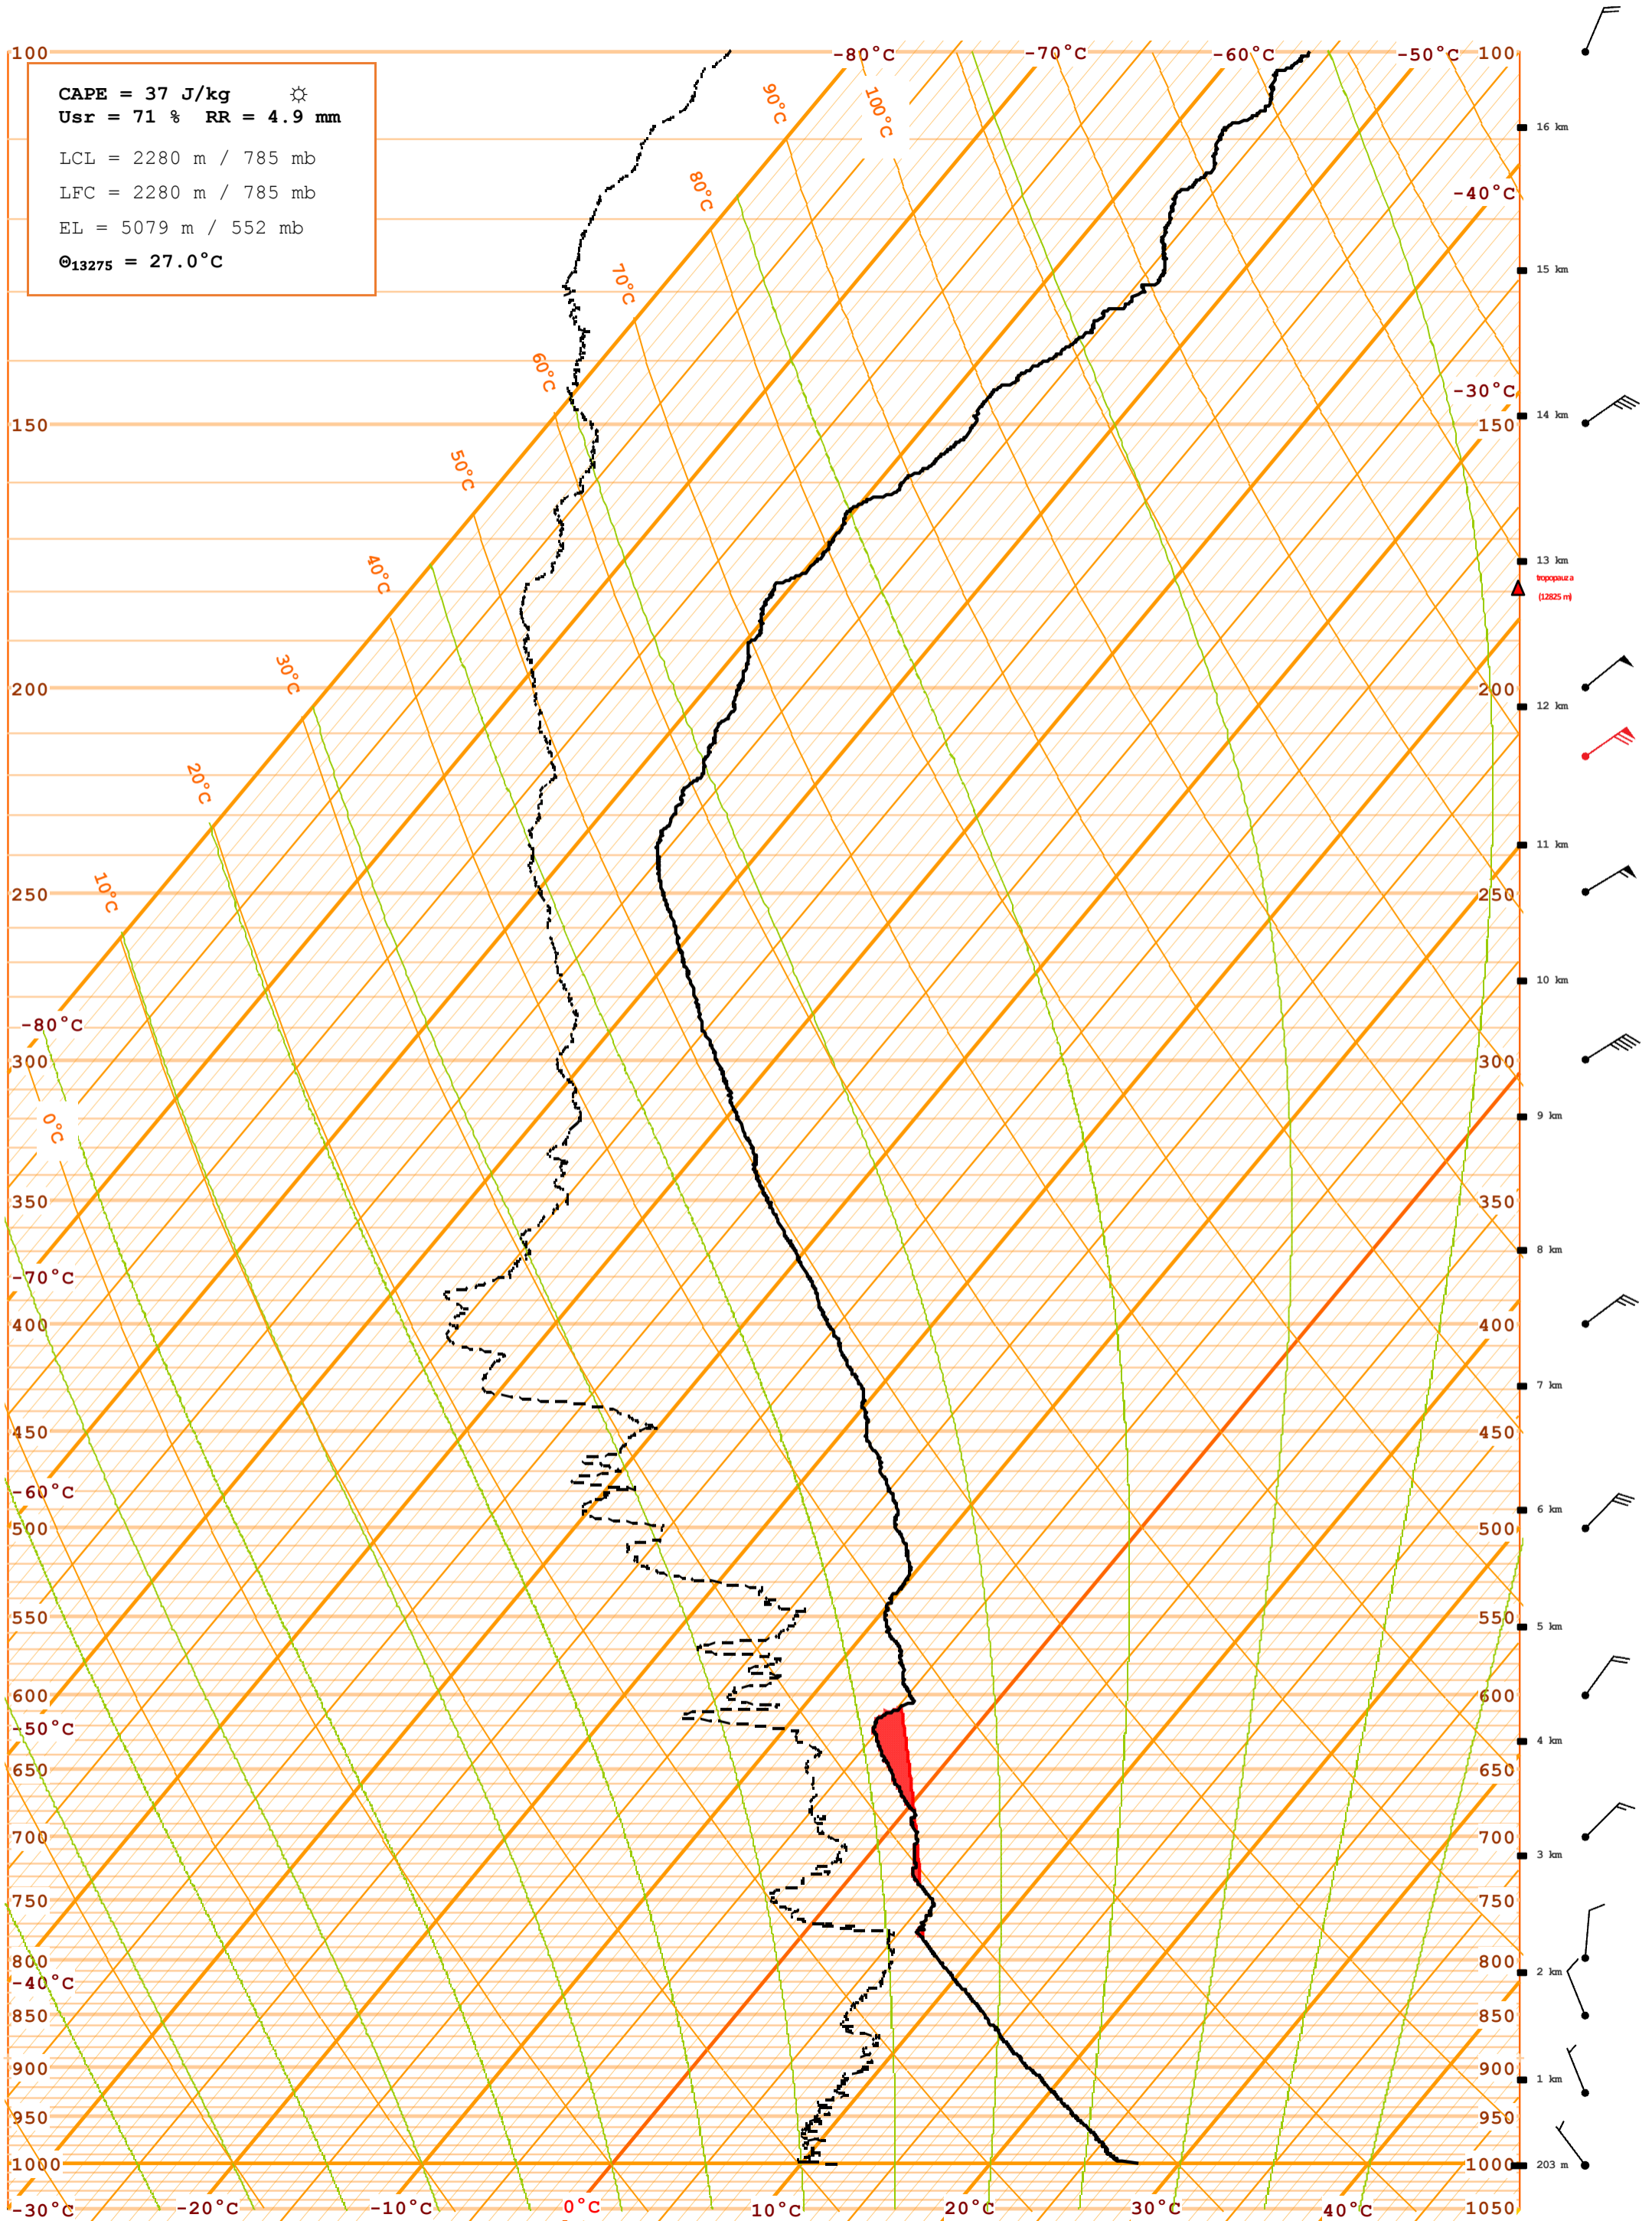 100 -80°C -70°C -60°C -50°C 100
CAPE = 37 J/kg ☼
Usr = 71 % RR = 4.9 mm
LCL = 2280 m / 785 mb
LFC = 2280 m / 785 mb
EL = 5079 m / 552 mb
Θ13275 = 27.0°C
90°C 100°C
16 km
80°C -40°C
70°C 15 km
60°C -30°C
14 km
150 150
50°C
40°C 13 km
tropopauza
(12825 m)
30°C
200 200
12 km
20°C
11 km
10°C
250 250
10 km
-80°C
300 300
0°C 9 km
350 350
8 km
-70°C
400 400
7 km
450 450
-60°C
6 km
500 500
550 550
5 km
600 600
-50°C
4 km
650 650
700 700
3 km
750 750
800 800
2 km
-40°C
850 850
900 900
1 km
950 950
1000 1000 203 m
-30°C -20°C -10°C 0°C 10°C 20°C 30°C 40°C 1050